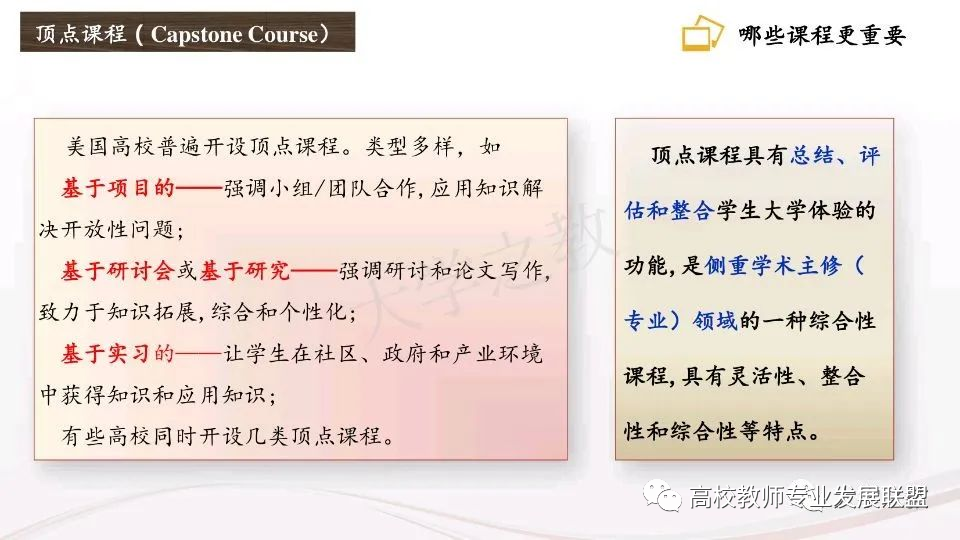 顶点课程（Capstone Course）
哪些课程更重要
美国高校普遍开设顶点课程。类型多样，如
基于项目的——强调小组/团队合作,应用知识解
决开放性问题；
基于研讨会或基于研究——强调研讨和论文写作,
致力于知识拓展,综合和个性化；
基于实习的——让学生在社区、政府和产业环境
中获得知识和应用知识；
有些高校同时开设几类顶点课程。
顶点课程具有总结、评
估和整合学生大学体验的
功能,是侧重学术主修（
专业）领域的一种综合性
课程,具有灵活性、整合
性和综合性等特点。
大学之教
高校教师专业发展联盟